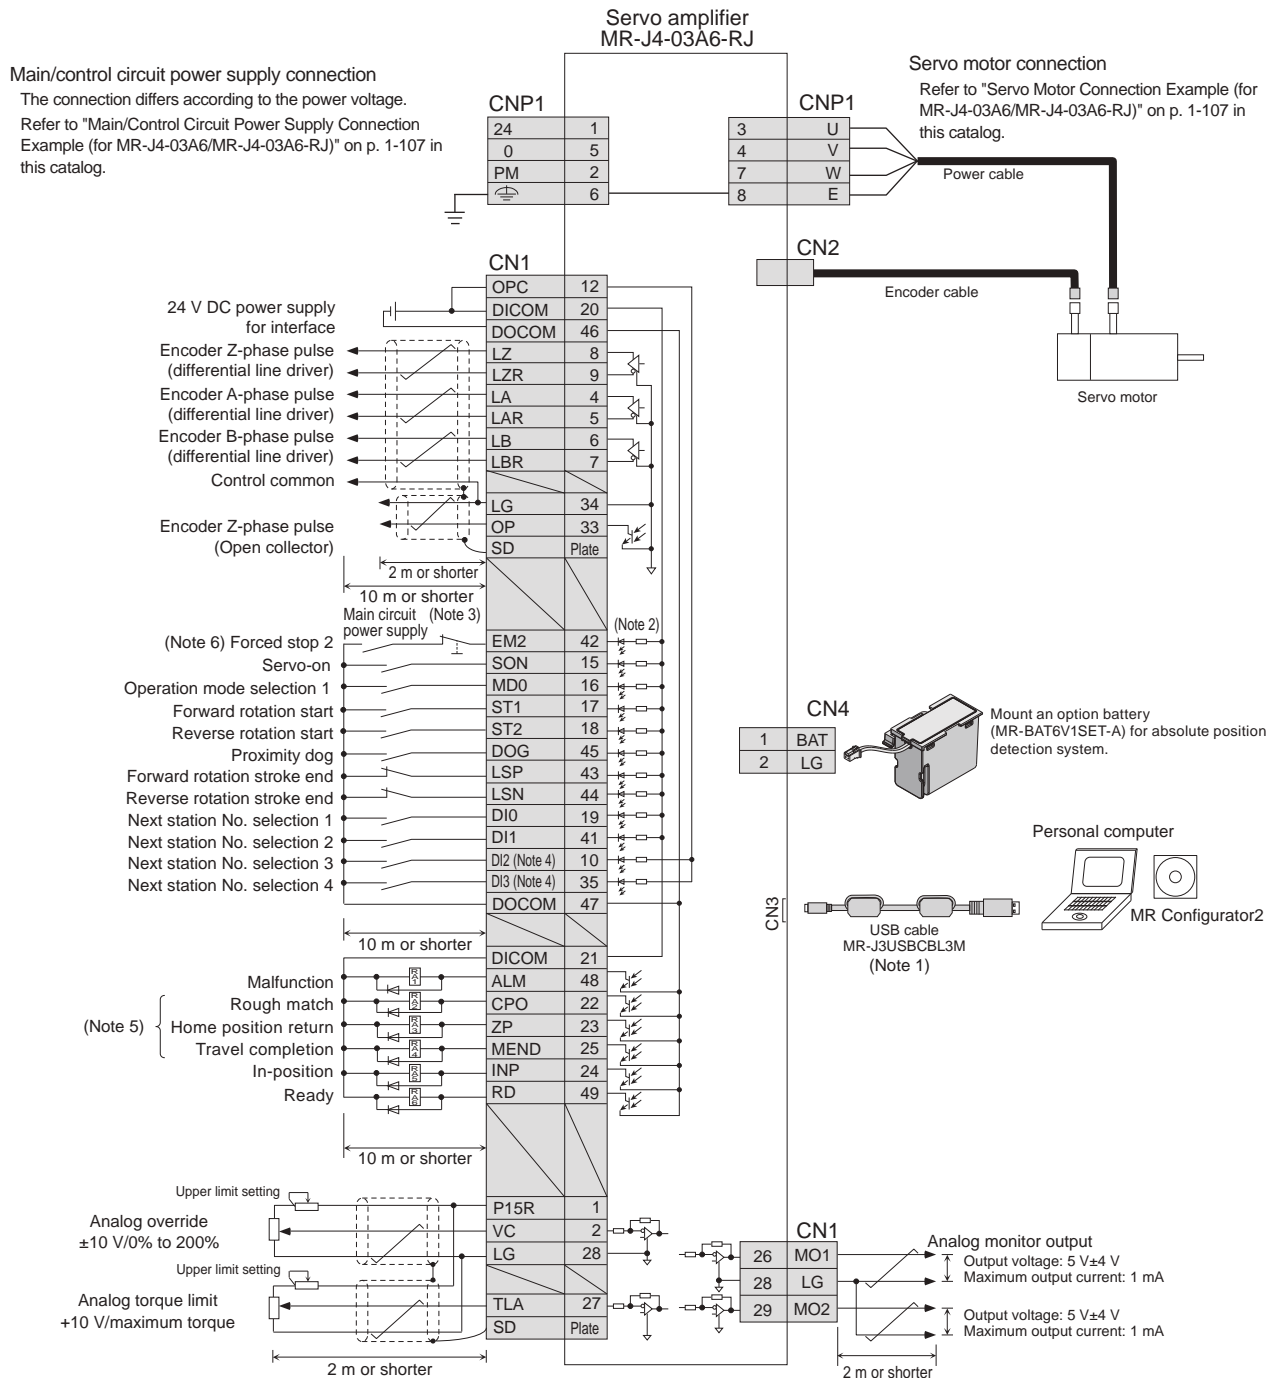 Servo amplifier
MR-J4-03A6-RJ
Main/control circuit power supply connection
The connection differs according to the power voltage.
Refer to "Main/Control Circuit Power Supply Connection
Example (for MR-J4-03A6/MR-J4-03A6-RJ)" on p. 1-107 in
this catalog.
Servo motor connection
Refer to "Servo Motor Connection Example (for
MR-J4-03A6/MR-J4-03A6-RJ)" on p. 1-107 in
this catalog.
CNP1
24 1
0 5
PM 2
6
CNP1
3 U
4 V
7 W
8 E
Power cable
CN2
Encoder cable
Servo motor
CN1
OPC 12
DICOM 20
DOCOM 46
LZ 8
LZR 9
LA 4
LAR 5
LB 6
LBR 7
LG 34
OP 33
SD Plate
24 V DC power supply
for interface
Encoder Z-phase pulse
(differential line driver)
Encoder A-phase pulse
(differential line driver)
Encoder B-phase pulse
(differential line driver)
Control common
Encoder Z-phase pulse
(Open collector)
2 m or shorter
10 m or shorter
Main circuit
power supply
(Note 3)
(Note 2)
(Note 6) Forced stop 2 EM2 42
Servo-on SON 15
Operation mode selection 1 MD0 16
Forward rotation start ST1 17
Reverse rotation start ST2 18
Proximity dog DOG 45
Forward rotation stroke end LSP 43
Reverse rotation stroke end LSN 44
Next station No. selection 1 DI0 19
Next station No. selection 2 DI1 41
Next station No. selection 3 DI2 (Note 4) 10
Next station No. selection 4 DI3 (Note 4) 35
DOCOM 47
10 m or shorter
DICOM 21
Malfunction RA1 ALM 48
Rough match RA2 CPO 22
(Note 5) Home position return RA3 ZP 23
Travel completion RA4 MEND 25
In-position RA5 INP 24
Ready RA6 RD 49
10 m or shorter
CN4
1 BAT
2 LG
Mount an option battery
(MR-BAT6V1SET-A) for absolute position
detection system.
Personal computer
MR Configurator2
CN3
USB cable
MR-J3USBCBL3M
(Note 1)
Upper limit setting
Analog override
±10 V/0% to 200%
P15R 1
VC 2
LG 28
Upper limit setting
Analog torque limit
+10 V/maximum torque
TLA 27
SD Plate
2 m or shorter
CN1
26 MO1
28 LG
29 MO2
Analog monitor output
Output voltage: 5 V±4 V
Maximum output current: 1 mA
Output voltage: 5 V±4 V
Maximum output current: 1 mA
2 m or shorter